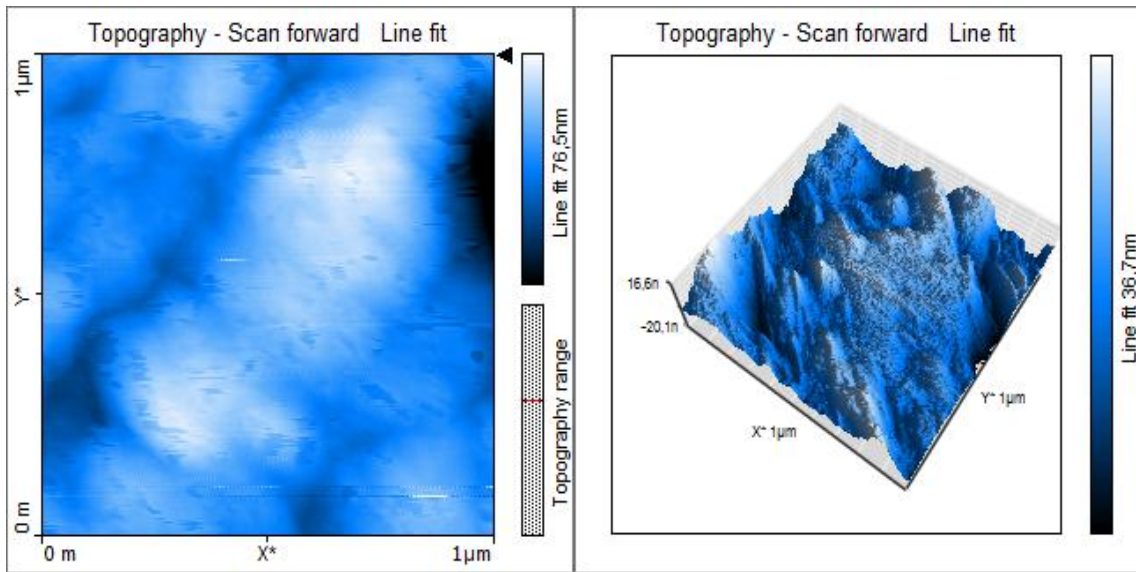 Topography - Scan forward Line fit
1µm
Y*
0 m
0 m
X*
1µm
Line fit 76,5nm
Topography range
Topography - Scan forward Line fit
16,6n
-20,1n
X* 1µm
Y* 1µm
Line fit 36,7nm